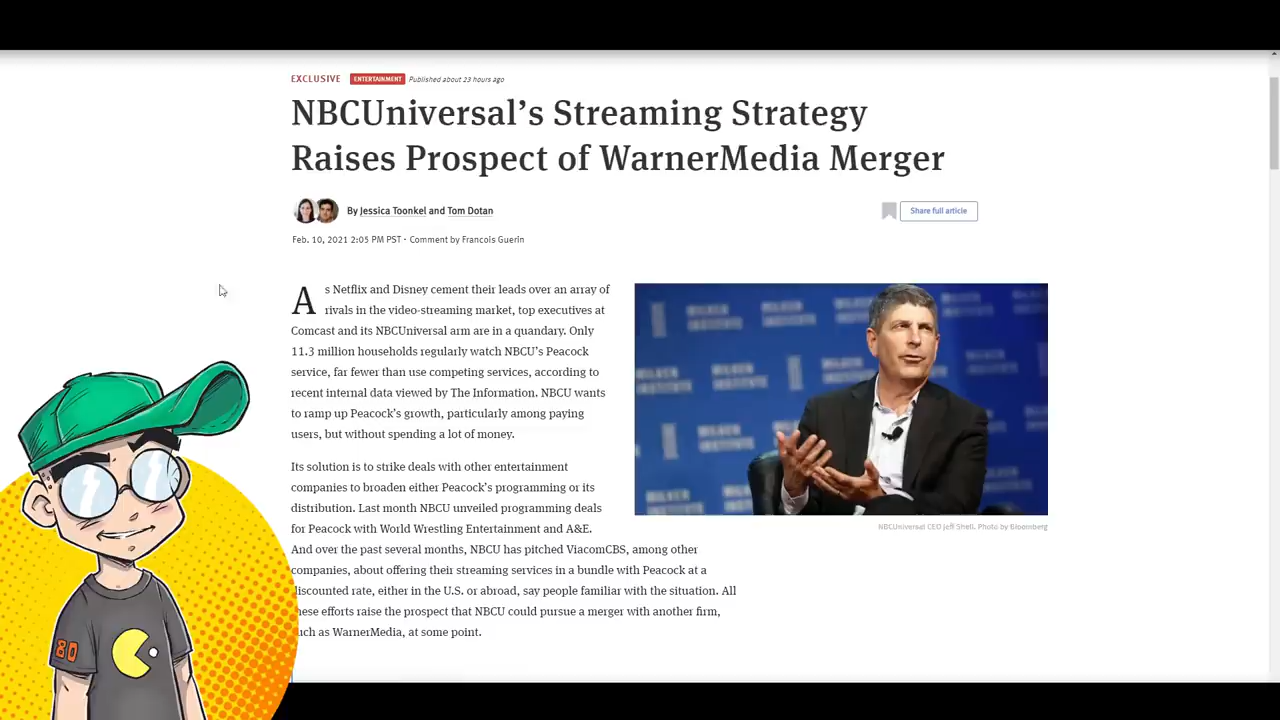 EXCLUSIVE ENTERTAINMENT Published about 23 hours ago
NBCUniversal’s Streaming Strategy
Raises Prospect of WarnerMedia Merger
By Jessica Toonkel and Tom Dotan
Share full article
Feb. 10, 2021 2:05 PM PST · Comment by Francois Guerin
As Netflix and Disney cement their leads over an array of
rivals in the video-streaming market, top executives at
Comcast and its NBCUniversal arm are in a quandary. Only
11.3 million households regularly watch NBCU’s Peacock
service, far fewer than use competing services, according to
recent internal data viewed by The Information. NBCU wants
to ramp up Peacock’s growth, particularly among paying
users, but without spending a lot of money.
Its solution is to strike deals with other entertainment
companies to broaden either Peacock’s programming or its
distribution. Last month NBCU unveiled programming deals
for Peacock with World Wrestling Entertainment and A&E.
And over the past several months, NBCU has pitched ViacomCBS, among other
companies, about offering their streaming services in a bundle with Peacock at a
discounted rate, either in the U.S. or abroad, say people familiar with the situation. All
these efforts raise the prospect that NBCU could pursue a merger with another firm,
such as WarnerMedia, at some point.
NBCUniversal CEO Jeff Shell. Photo by Bloomberg
MILKEN
INSTITUTE
80